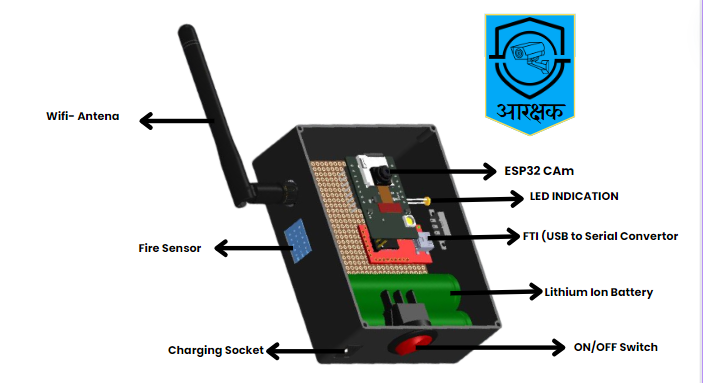 आरक्षक
Wifi- Antena
ESP32 CAm
LED INDICATION
Fire Sensor
FTI (USB to Serial Convertor
Lithium Ion Battery
Charging Socket
ON/OFF Switch